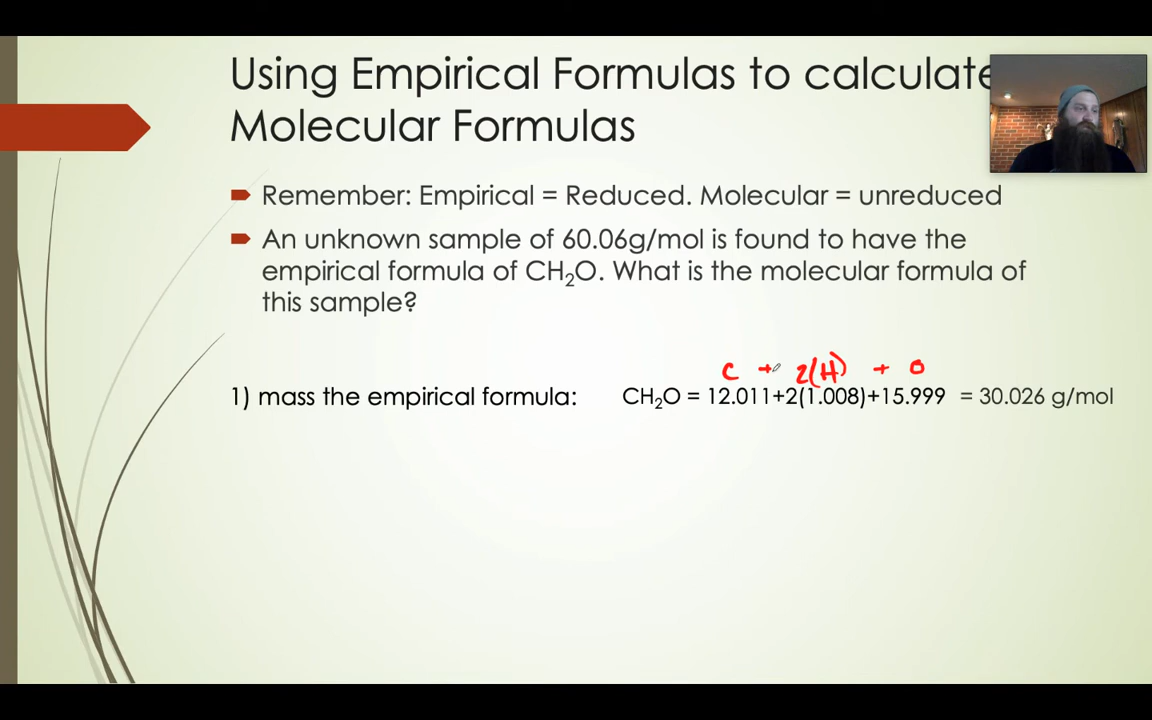 Using Empirical Formulas to calculate
Molecular Formulas
Remember: Empirical = Reduced. Molecular = unreduced
An unknown sample of 60.06g/mol is found to have the
empirical formula of CH₂O. What is the molecular formula of
this sample?
C + 2(H) + O
1) mass the empirical formula: CH₂O = 12.011+2(1.008)+15.999 = 30.026 g/mol